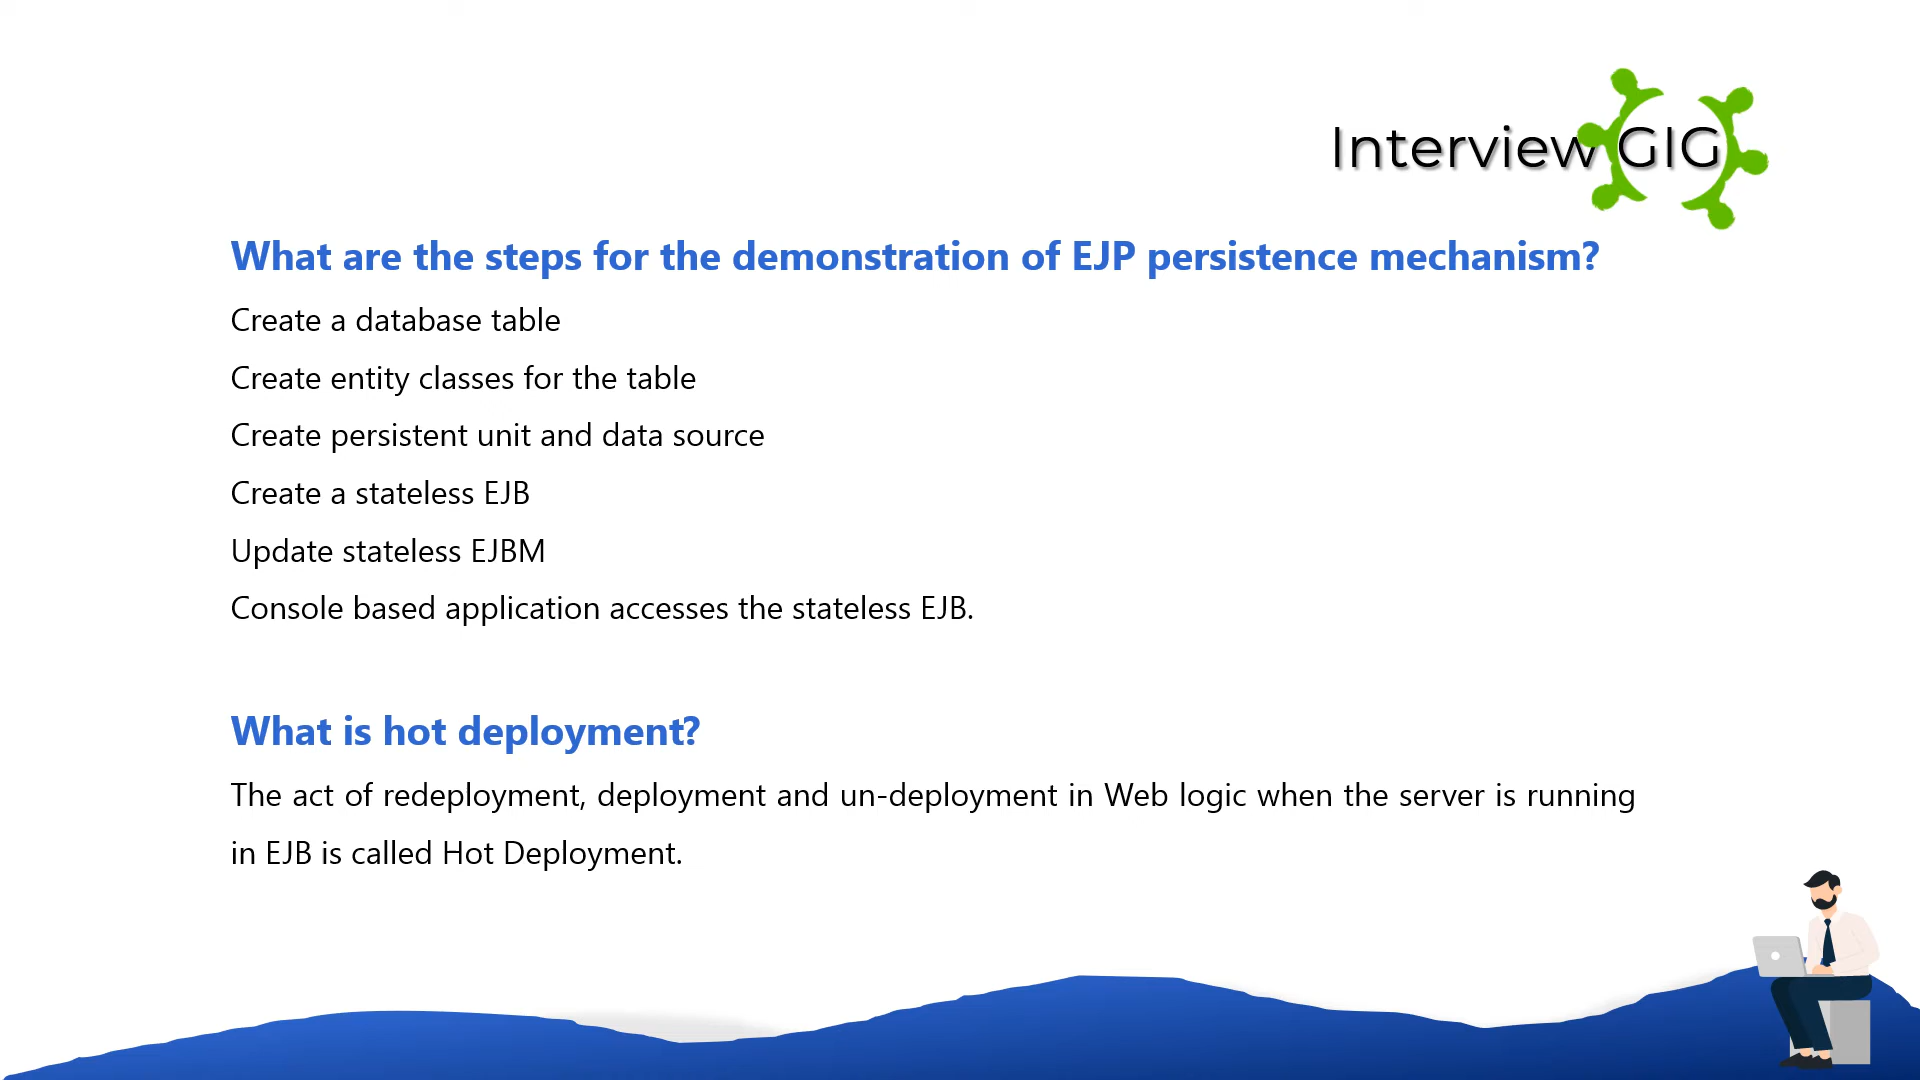 Interview GIG
What are the steps for the demonstration of EJP persistence mechanism?
Create a database table
Create entity classes for the table
Create persistent unit and data source
Create a stateless EJB
Update stateless EJBM
Console based application accesses the stateless EJB.
What is hot deployment?
The act of redeployment, deployment and un-deployment in Web logic when the server is running
in EJB is called Hot Deployment.